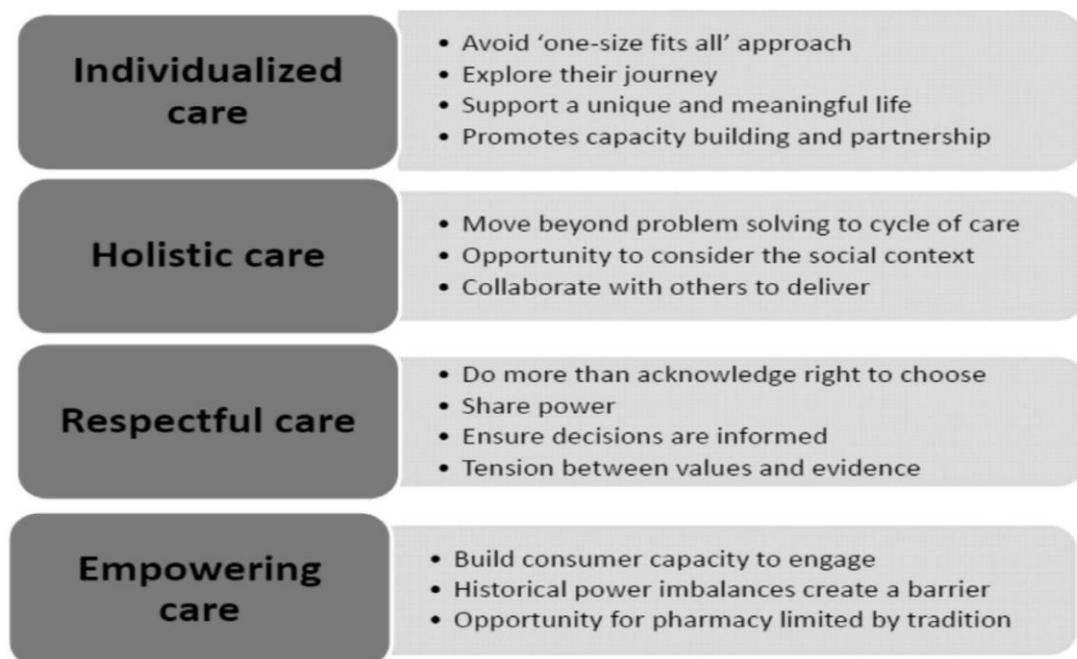 Individualized
care
• Avoid ‘one-size fits all’ approach
• Explore their journey
• Support a unique and meaningful life
• Promotes capacity building and partnership
Holistic care
• Move beyond problem solving to cycle of care
• Opportunity to consider the social context
• Collaborate with others to deliver
Respectful care
• Do more than acknowledge right to choose
• Share power
• Ensure decisions are informed
• Tension between values and evidence
Empowering
care
• Build consumer capacity to engage
• Historical power imbalances create a barrier
• Opportunity for pharmacy limited by tradition